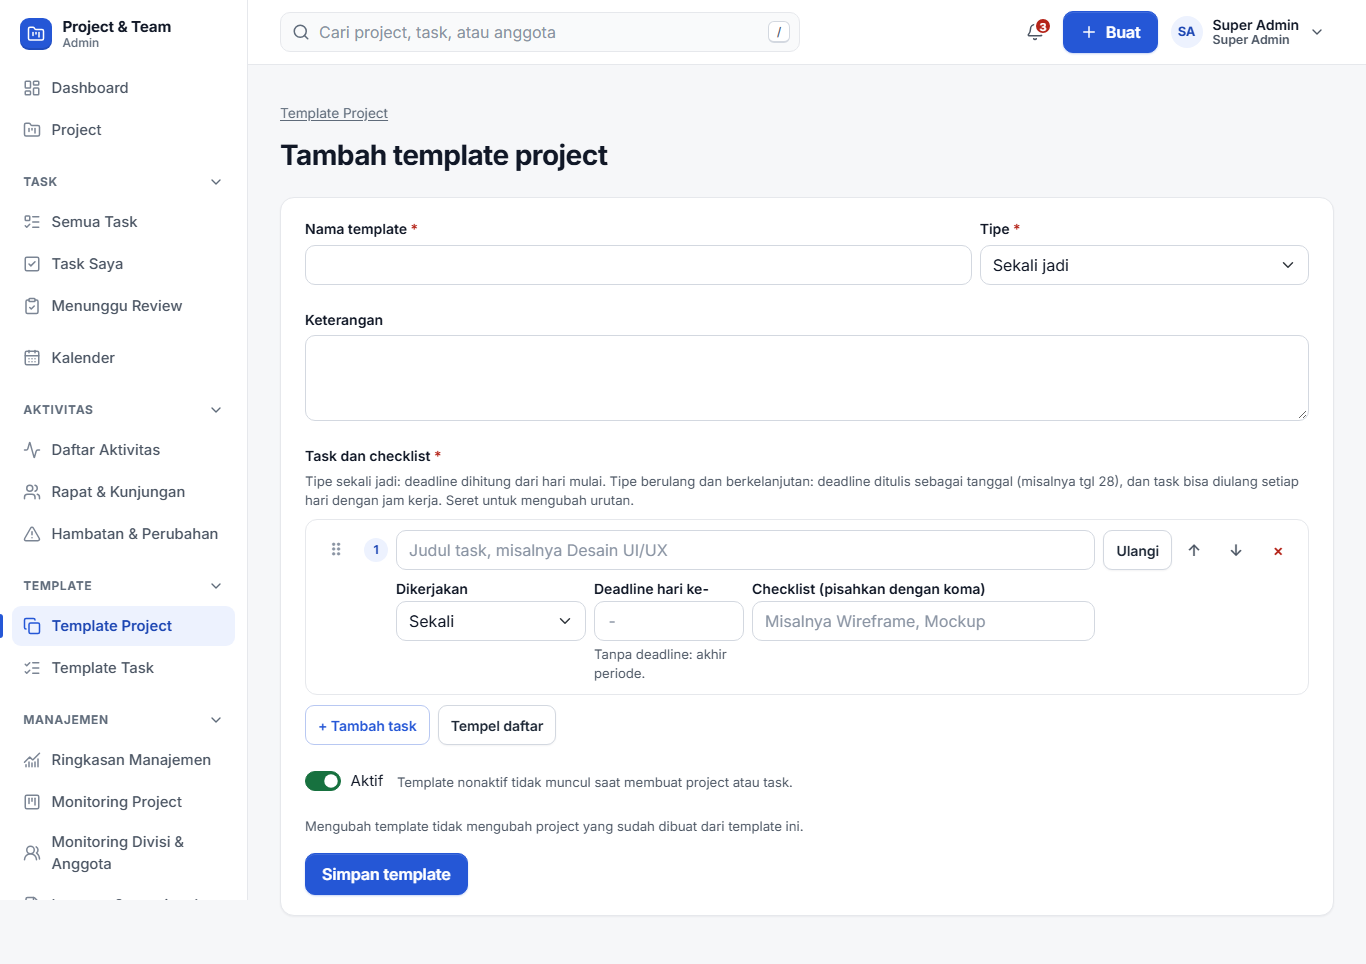 Project & Team
Admin
Cari project, task, atau anggota
/
3
+ Buat
SA
Super Admin
Super Admin
Dashboard
Project
TASK
Semua Task
Task Saya
Menunggu Review
Kalender
AKTIVITAS
Daftar Aktivitas
Rapat & Kunjungan
Hambatan & Perubahan
TEMPLATE
Template Project
Template Task
MANAJEMEN
Ringkasan Manajemen
Monitoring Project
Monitoring Divisi &
Anggota
Template Project
Tambah template project
Nama template *
Tipe *
Sekali jadi
Keterangan
Task dan checklist *
Tipe sekali jadi: deadline dihitung dari hari mulai. Tipe berulang dan berkelanjutan: deadline ditulis sebagai tanggal (misalnya tgl 28), dan task bisa diulang setiap
hari dengan jam kerja. Seret untuk mengubah urutan.
1
Judul task, misalnya Desain UI/UX
Ulangi
↑
↓
×
Dikerjakan
Deadline hari ke-
Checklist (pisahkan dengan koma)
Sekali
-
Misalnya Wireframe, Mockup
Tanpa deadline: akhir
periode.
+ Tambah task
Tempel daftar
Aktif
Template nonaktif tidak muncul saat membuat project atau task.
Mengubah template tidak mengubah project yang sudah dibuat dari template ini.
Simpan template